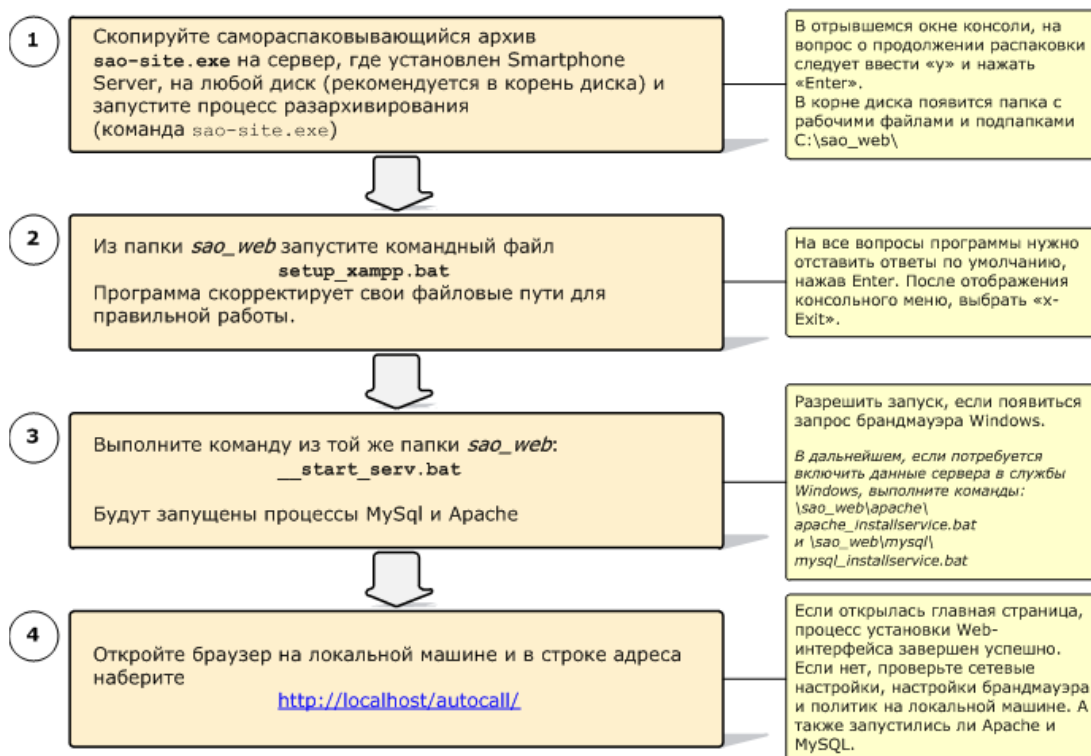 1
Скопируйте самораспаковывающийся архив
sao-site.exe на сервер, где установлен Smartphone
Server, на любой диск (рекомендуется в корень диска) и
запустите процесс разархивирования
(команда sao-site.exe)
В отрывшемся окне консоли, на
вопрос о продолжении распаковки
следует ввести «y» и нажать
«Enter».
В корне диска появится папка с
рабочими файлами и подпапками
C:\sao_web\
2
Из папки sao_web запустите командный файл
setup_xampp.bat
Программа скорректирует свои файловые пути для
правильной работы.
На все вопросы программы нужно
отставить ответы по умолчанию,
нажав Enter. После отображения
консольного меню, выбрать «x-
Exit».
3
Выполните команду из той же папки sao_web:
__start_serv.bat
Будут запущены процессы MySql и Apache
Разрешить запуск, если появиться
запрос брандмауэра Windows.
В дальнейшем, если потребуется
включить данные сервера в службы
Windows, выполните команды:
\sao_web\apache\
apache_installservice.bat
и \sao_web\mysql\
mysql_installservice.bat
4
Откройте браузер на локальной машине и в строке адреса
наберите
http://localhost/autocall/
Если открылась главная страница,
процесс установки Web-
интерфейса завершен успешно.
Если нет, проверьте сетевые
настройки, настройки брандмауэра
и политик на локальной машине. А
также запустились ли Apache и
MySQL.